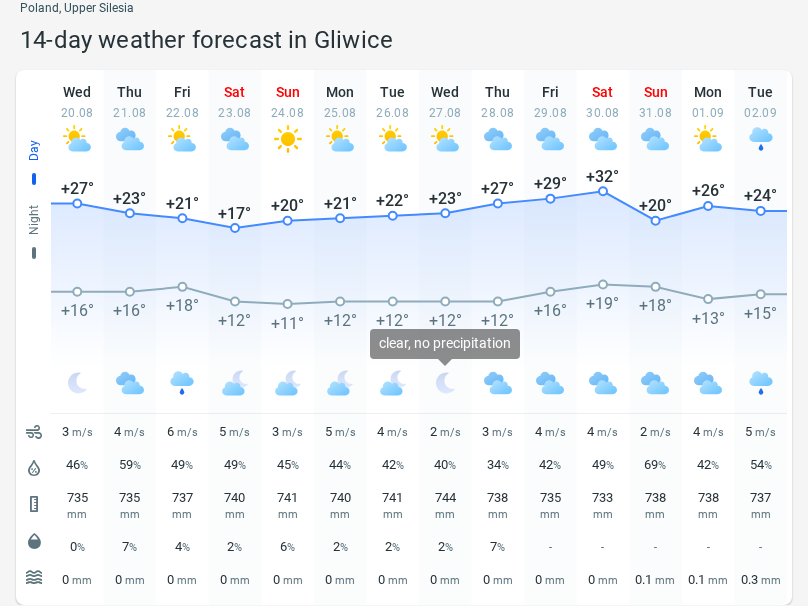 Poland, Upper Silesia
14-day weather forecast in Gliwice
Wed Thu Fri Sat Sun Mon Tue Wed Thu Fri Sat Sun Mon Tue
20.08 21.08 22.08 23.08 24.08 25.08 26.08 27.08 28.08 29.08 30.08 31.08 01.09 02.09
Day
+27° +23° +21° +17° +20° +21° +22° +23° +27° +29° +32° +20° +26° +24°
Night
+16° +16° +18° +12° +11° +12° +12° +12° +12° +16° +19° +18° +13° +15°
clear, no precipitation
3 m/s 4 m/s 6 m/s 5 m/s 3 m/s 5 m/s 4 m/s 2 m/s 3 m/s 4 m/s 4 m/s 2 m/s 4 m/s 5 m/s
46% 59% 49% 49% 45% 44% 42% 40% 34% 42% 49% 69% 42% 54%
735 735 737 740 741 740 741 744 738 735 733 738 738 737
mm mm mm mm mm mm mm mm mm mm mm mm mm mm
0% 7% 4% 2% 6% 2% 2% 2% 7% - - - - -
0 mm 0 mm 0 mm 0 mm 0 mm 0 mm 0 mm 0 mm 0 mm 0 mm 0 mm 0.1 mm 0.1 mm 0.3 mm